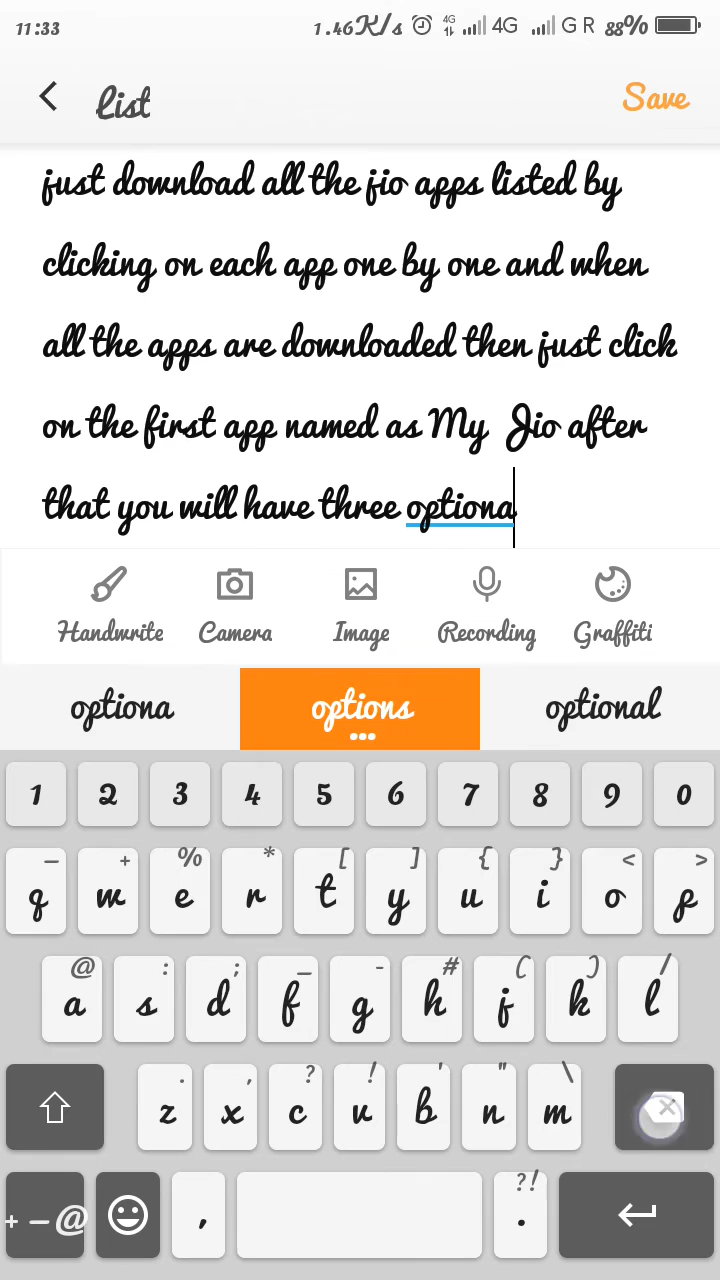 11:33 1.46K/s 4G 4G G R 88%
List Save
just download all the jio apps listed by
clicking on each app one by one and when
all the apps are downloaded then just click
on the first app named as My Jio after
that you will have three optiona
Handwrite Camera Image Recording Graffiti
optiona options optional
1 2 3 4 5 6 7 8 9 0
– + % * [ ] { } < >
q w e r t y u i o p
@ : ; _ - # ( ) /
a s d f g h j k l
. , ? ! ' " \
z x c v b n m
?!
+–@ , .